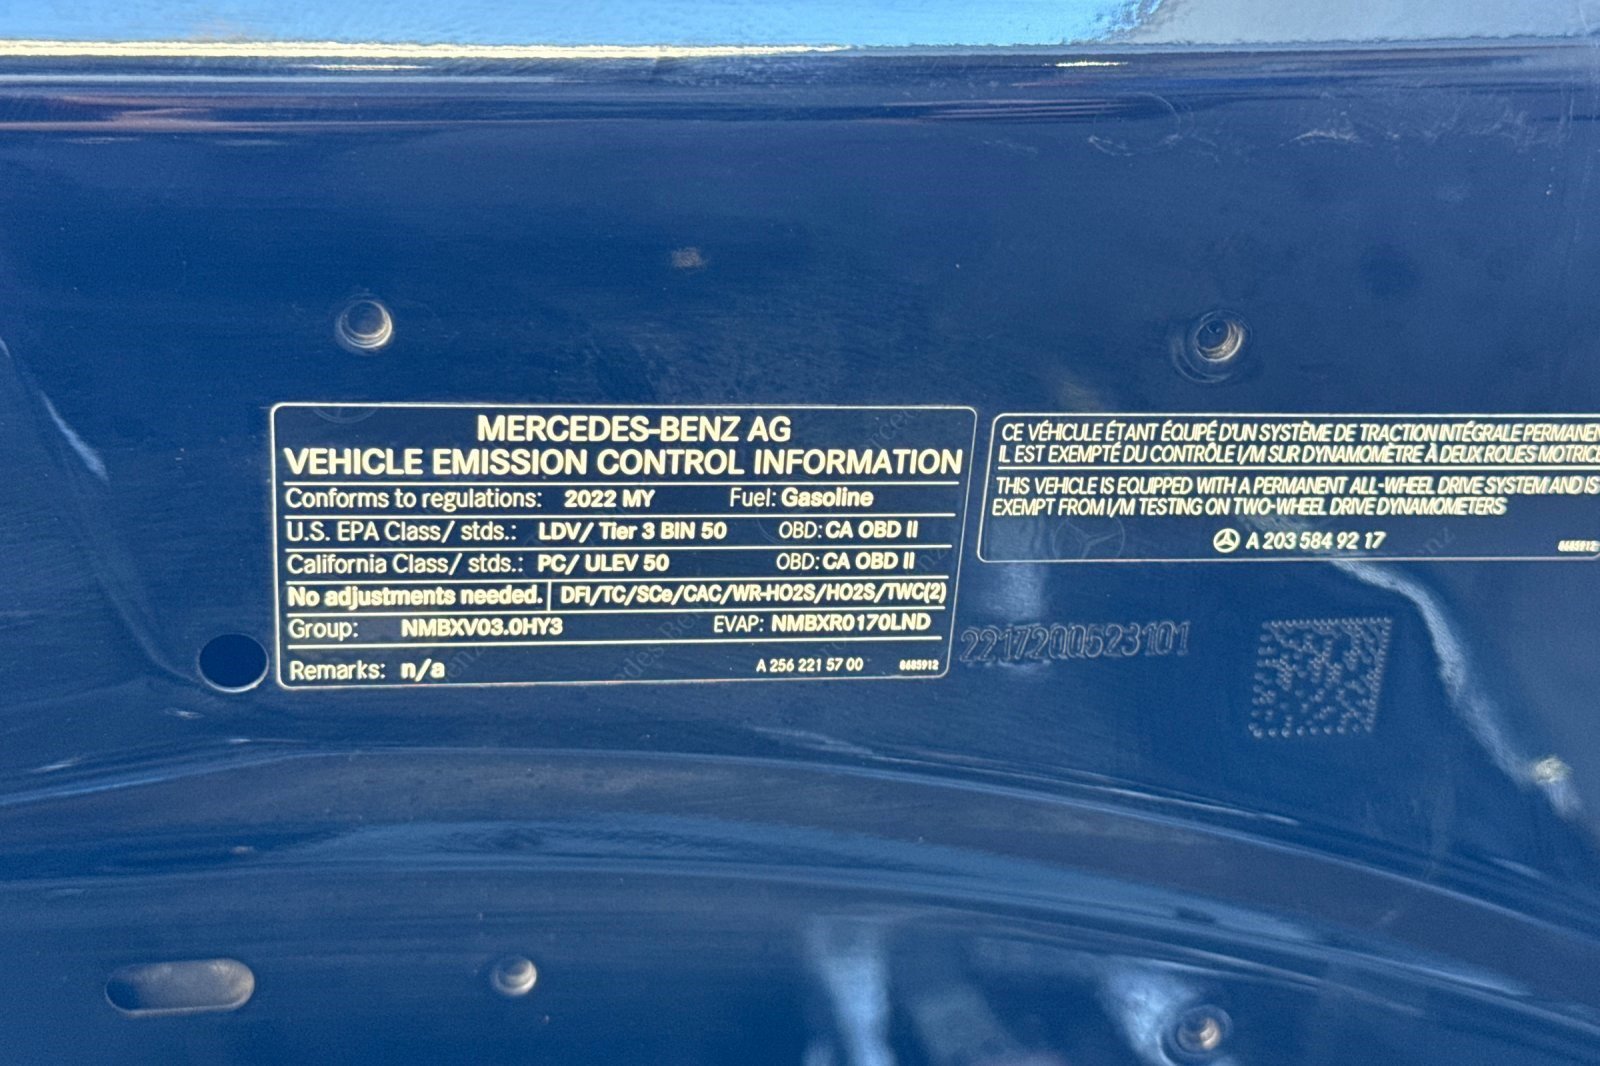 MERCEDES-BENZ AG
VEHICLE EMISSION CONTROL INFORMATION
Conforms to regulations: 2022 MY Fuel: Gasoline
U.S. EPA Class/ stds.: LDV/ Tier 3 BIN 50 OBD: CA OBD II
California Class/ stds.: PC/ ULEV 50 OBD: CA OBD II
No adjustments needed. DFI/TC/SCe/CAC/WR-HO2S/HO2S/TWC(2)
Group: NMBXV03.0HY3 EVAP: NMBXR0170LND
Remarks: n/a A 256 221 57 00 8685912
CE VÉHICULE ÉTANT ÉQUIPÉ D'UN SYSTÈME DE TRACTION INTÉGRALE
IL EST EXEMPTÉ DU CONTRÔLE I/M SUR DYNAMOMÈTRE À DEUX ROUES
THIS VEHICLE IS EQUIPPED WITH A PERMANENT ALL-WHEEL DRIVE SYSTEM AND IS
EXEMPT FROM I/M TESTING ON TWO-WHEEL DRIVE DYNAMOMETERS
A 203 584 92 17 8685912
2217200523101